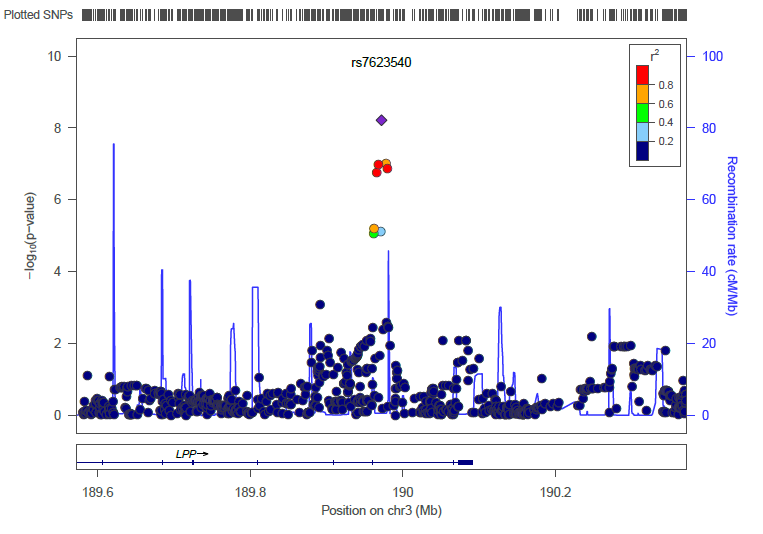 Plotted SNPs
rs7623540
r²
0.8
0.6
0.4
0.2
10
8
6
4
2
0
−log₁₀(p−value)
100
80
60
40
20
0
Recombination rate (cM/Mb)
LPP→
189.6 189.8 190 190.2
Position on chr3 (Mb)